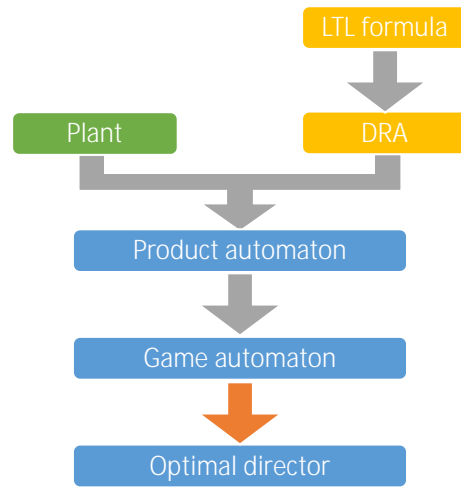 LTL formula
Plant
DRA
Product automaton
Game automaton
Optimal director